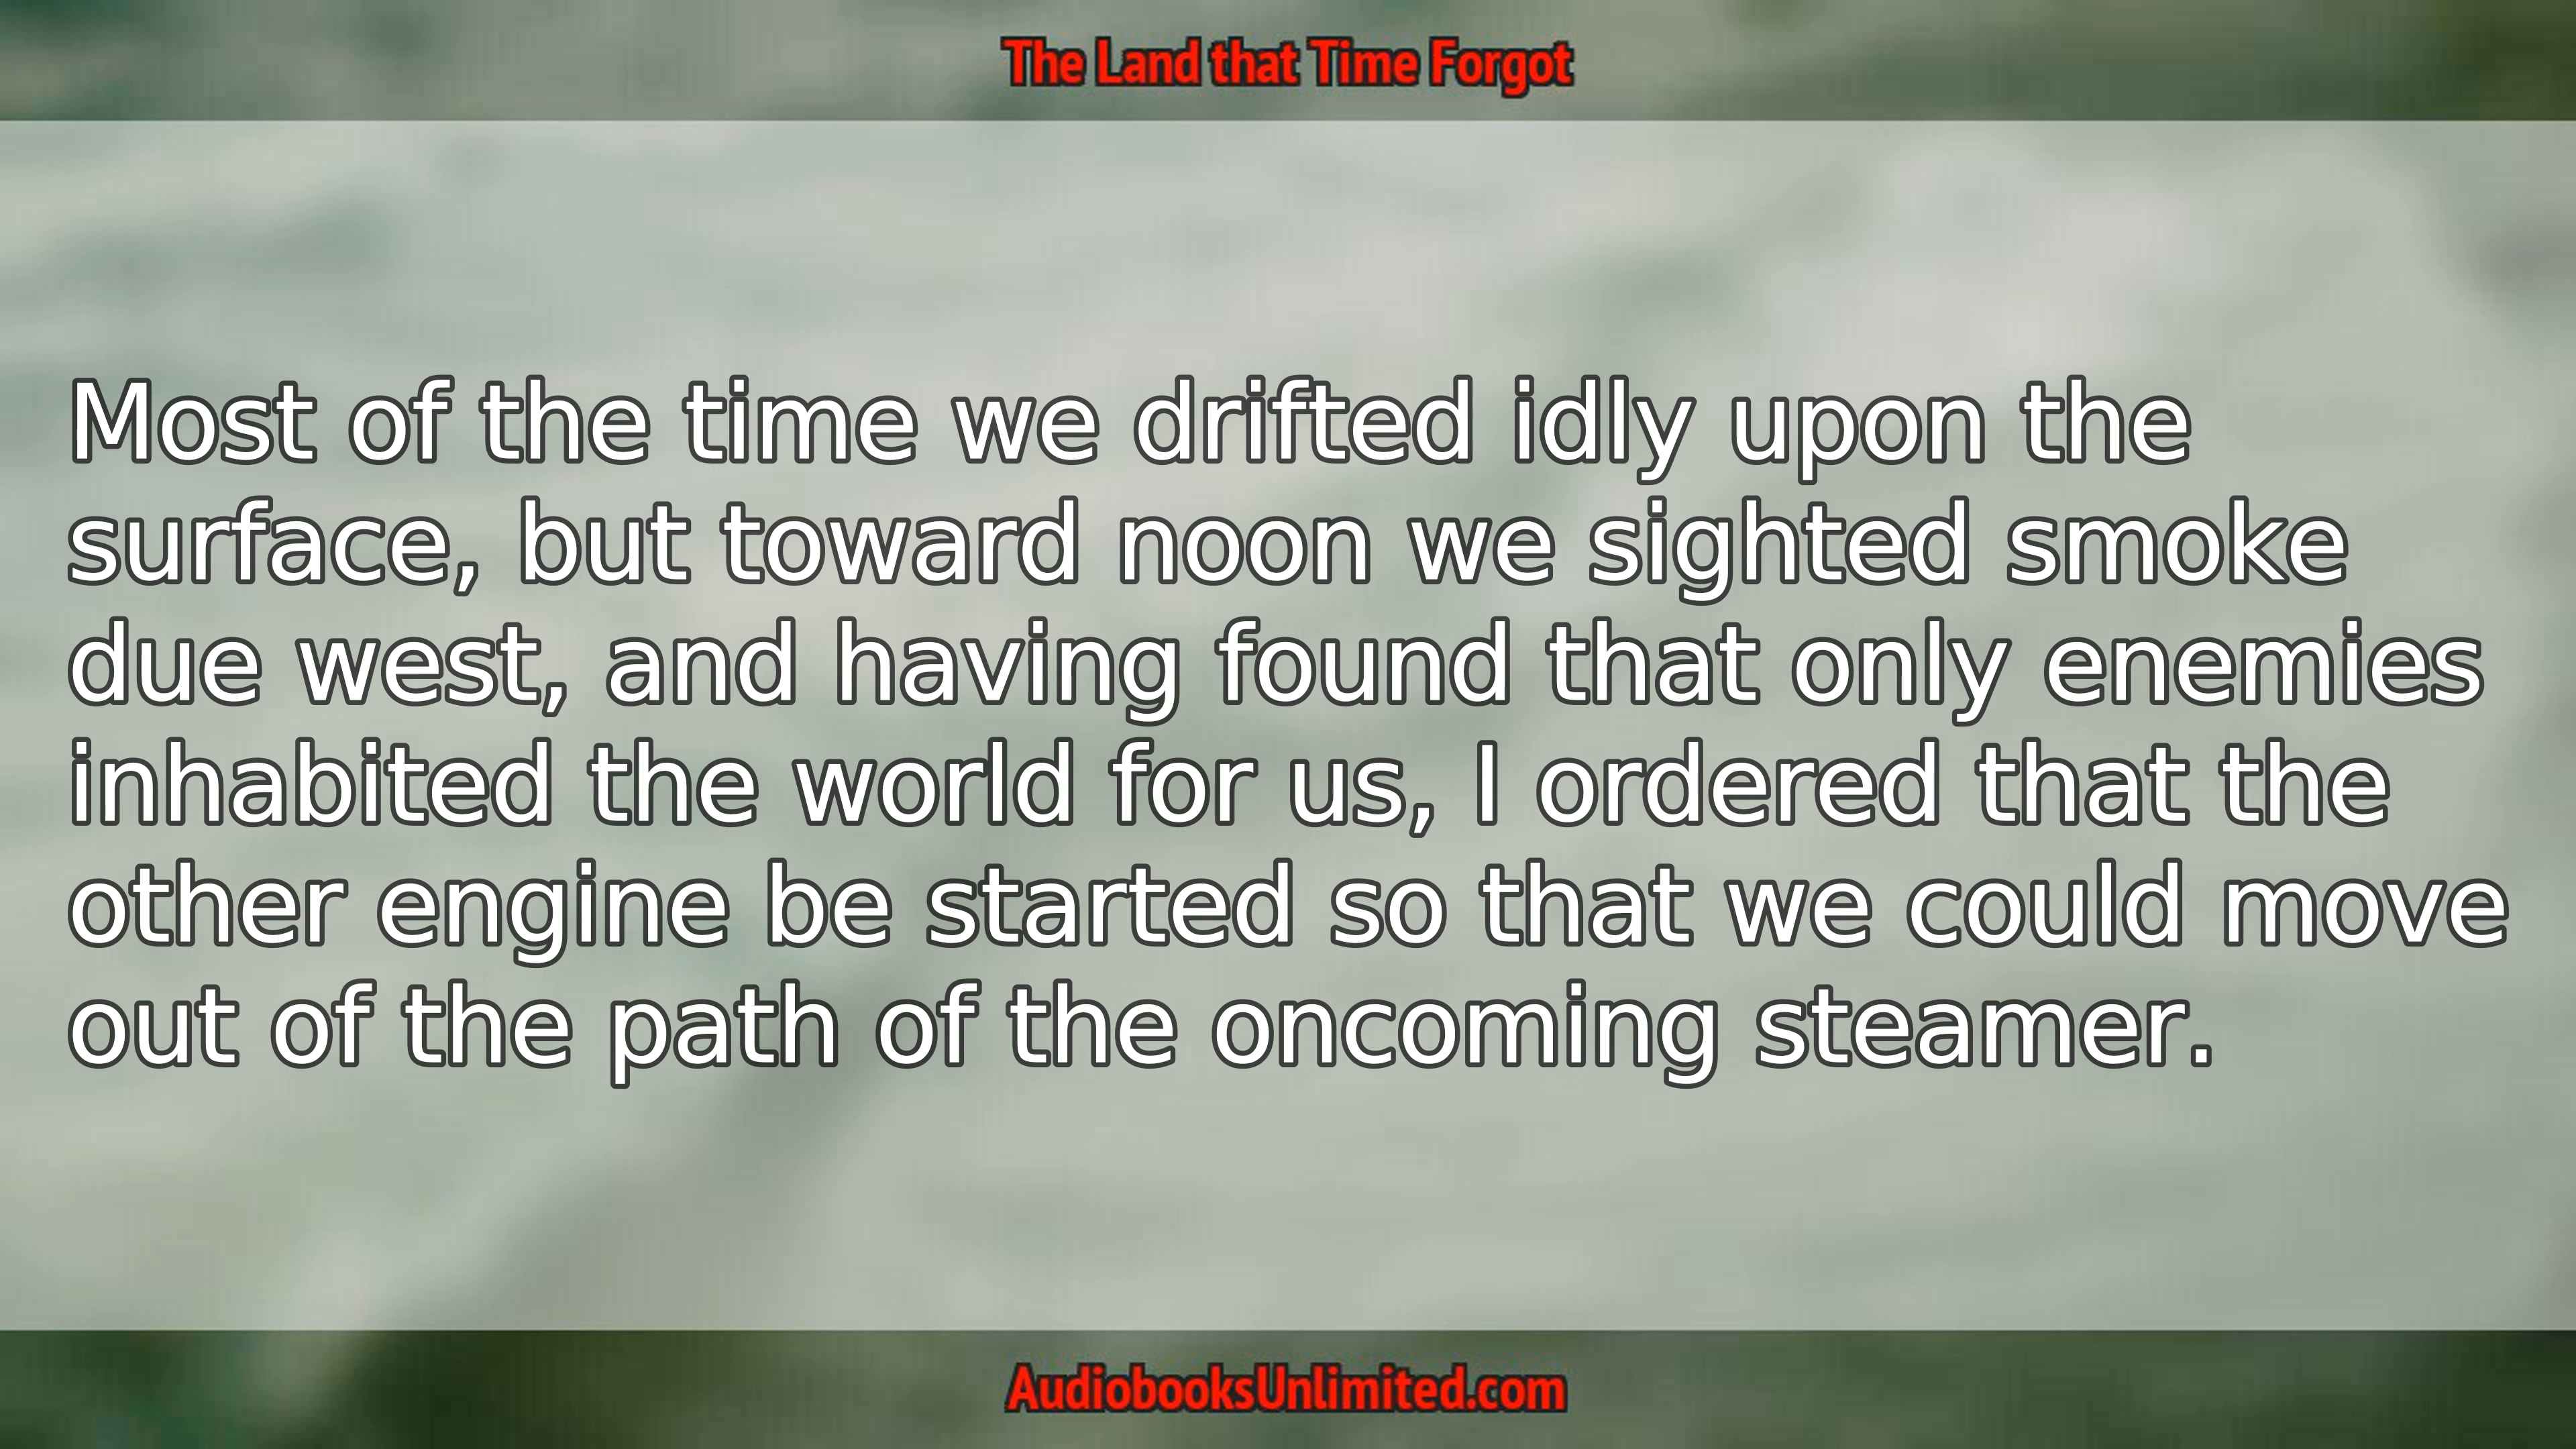 The Land that Time Forgot
Most of the time we drifted idly upon the
surface, but toward noon we sighted smoke
due west, and having found that only enemies
inhabited the world for us, I ordered that the
other engine be started so that we could move
out of the path of the oncoming steamer.
AudiobooksUnlimited.com